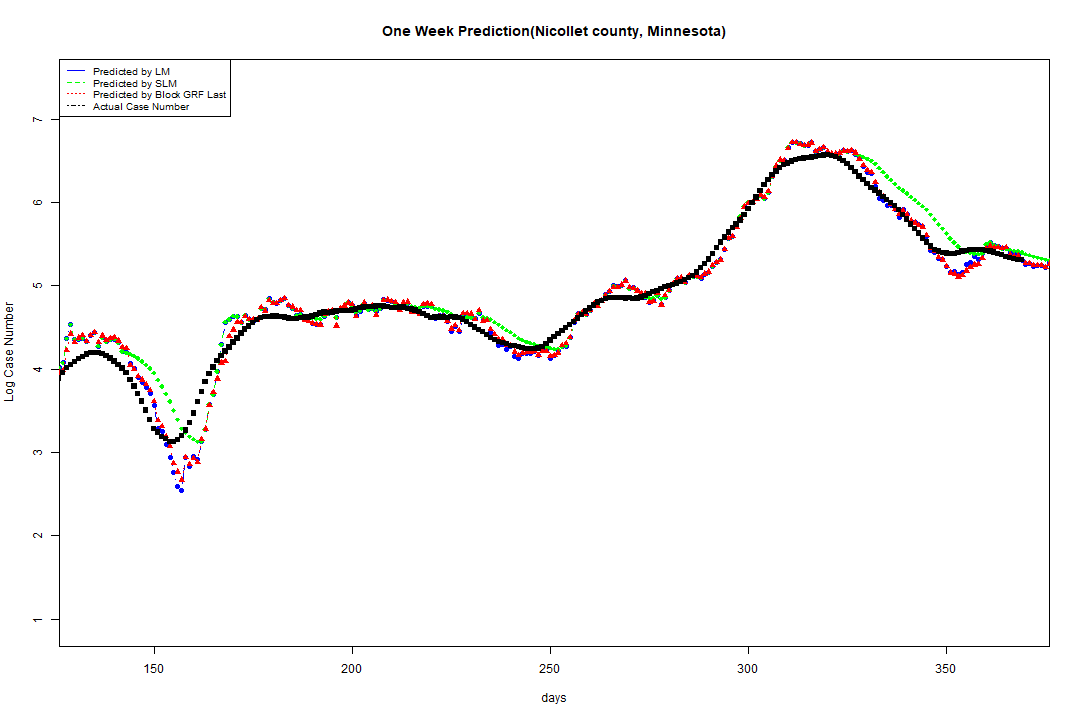 One Week Prediction(Nicollet county, Minnesota)
Predicted by LM
Predicted by SLM
Predicted by Block GRF Last
Actual Case Number
7
6
5
4
3
2
1
Log Case Number
150 200 250 300 350
days